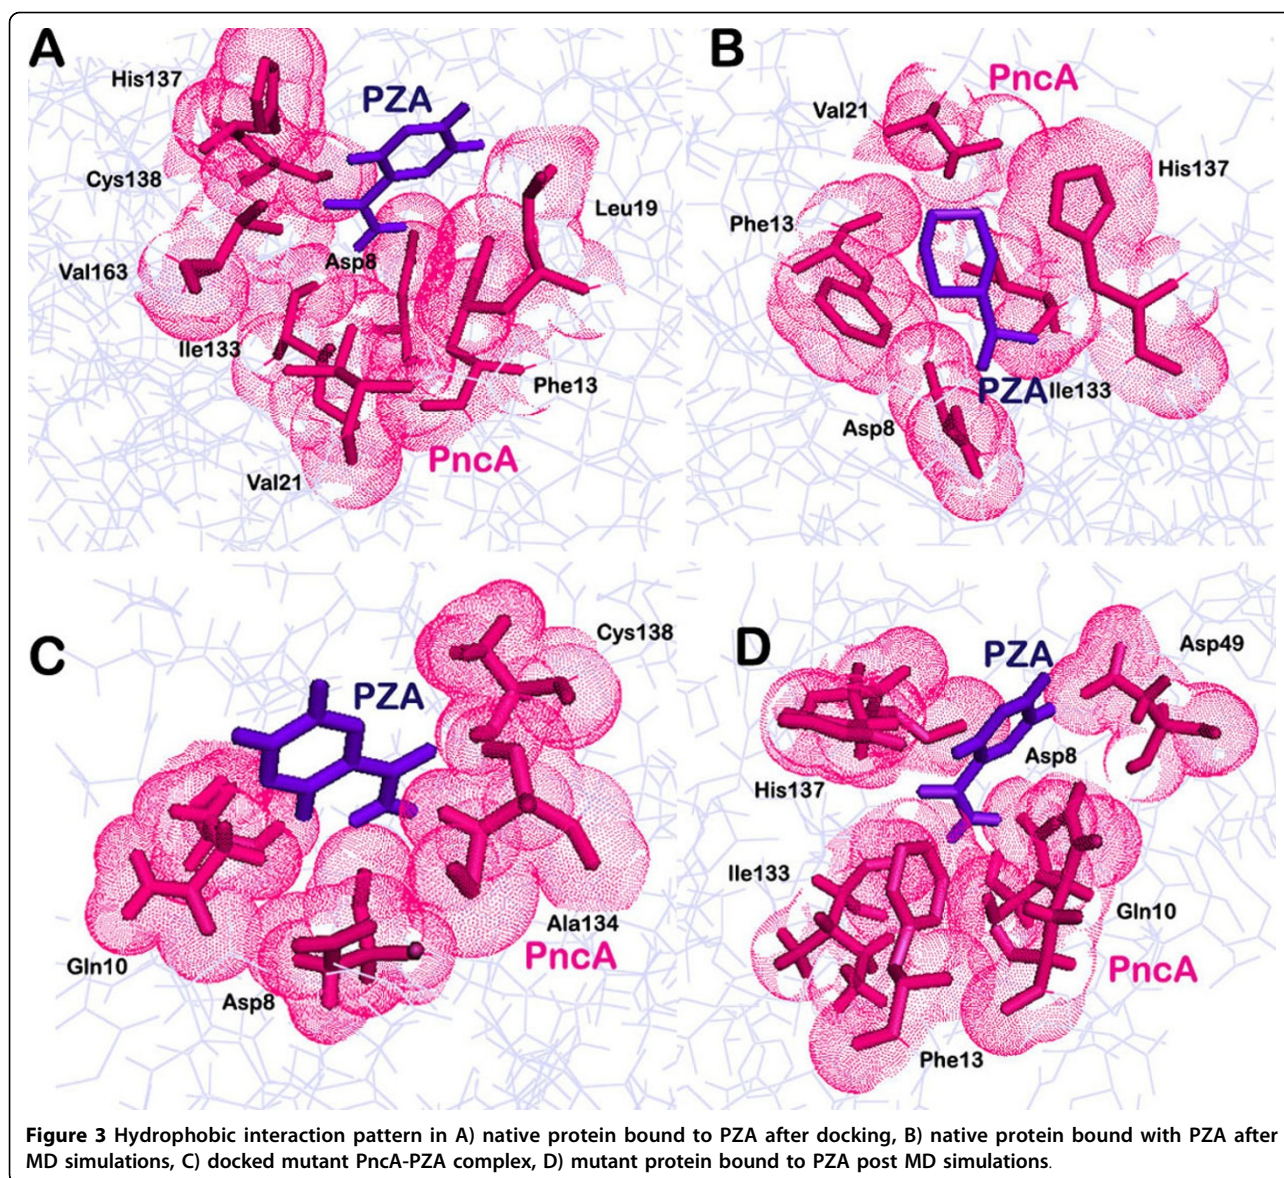 A
His137
PZA
Cys138
Leu19
Asp8
Val163
Ile133
Phe13
PncA
Val21
B
PncA
Val21
His137
Phe13
PZA
Ile133
Asp8
C
Cys138
PZA
Ala134
Gln10
PncA
Asp8
D
Asp49
PZA
Asp8
His137
Ile133
Gln10
PncA
Phe13
Figure 3 Hydrophobic interaction pattern in A) native protein bound to PZA after docking, B) native protein bound with PZA after
MD simulations, C) docked mutant PncA-PZA complex, D) mutant protein bound to PZA post MD simulations.